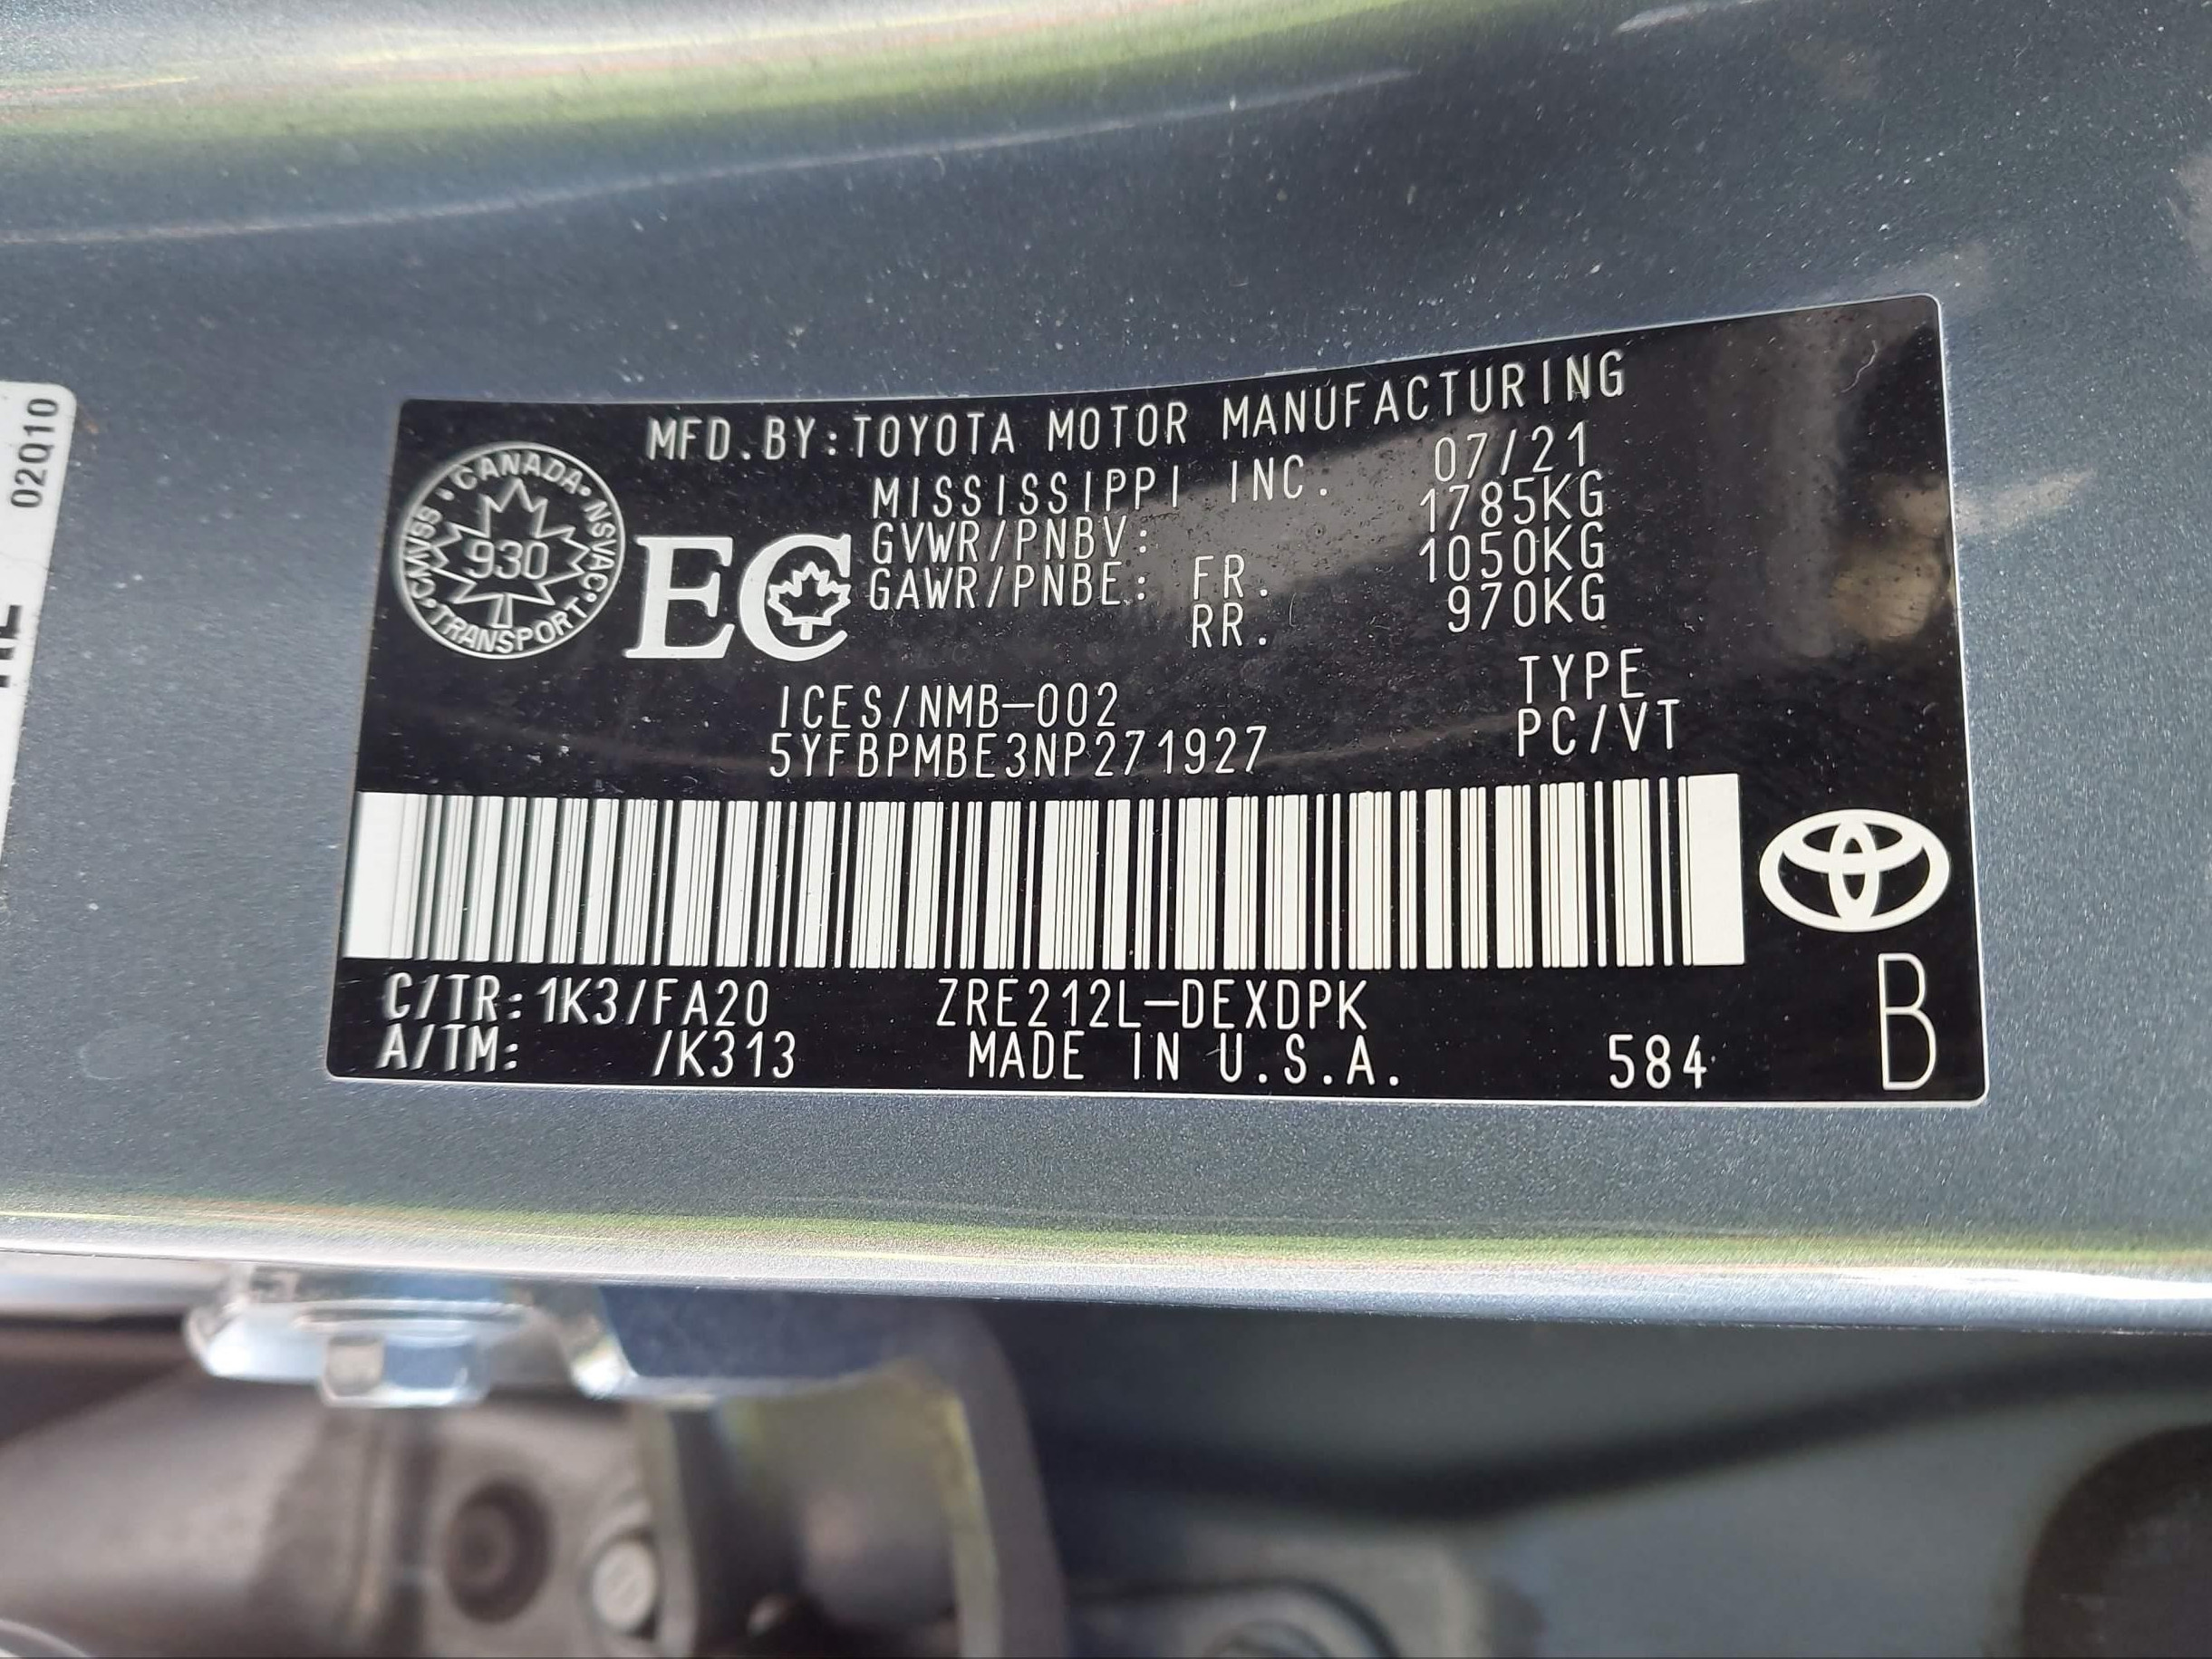 02Q10
MFD.BY:TOYOTA MOTOR MANUFACTURING
MISSISSIPPI INC. 07/21
GVWR/PNBV: 1785KG
GAWR/PNBE: FR. 1050KG
RR. 970KG
CANADA • NSVAC • TRANSPORT • CMVSS •
930
EC
ICES/NMB-002 TYPE
5YFBPMBE3NP271927 PC/VT
C/TR:1K3/FA20 ZRE212L-DEXDPK
A/TM: /K313 MADE IN U.S.A. 584
B